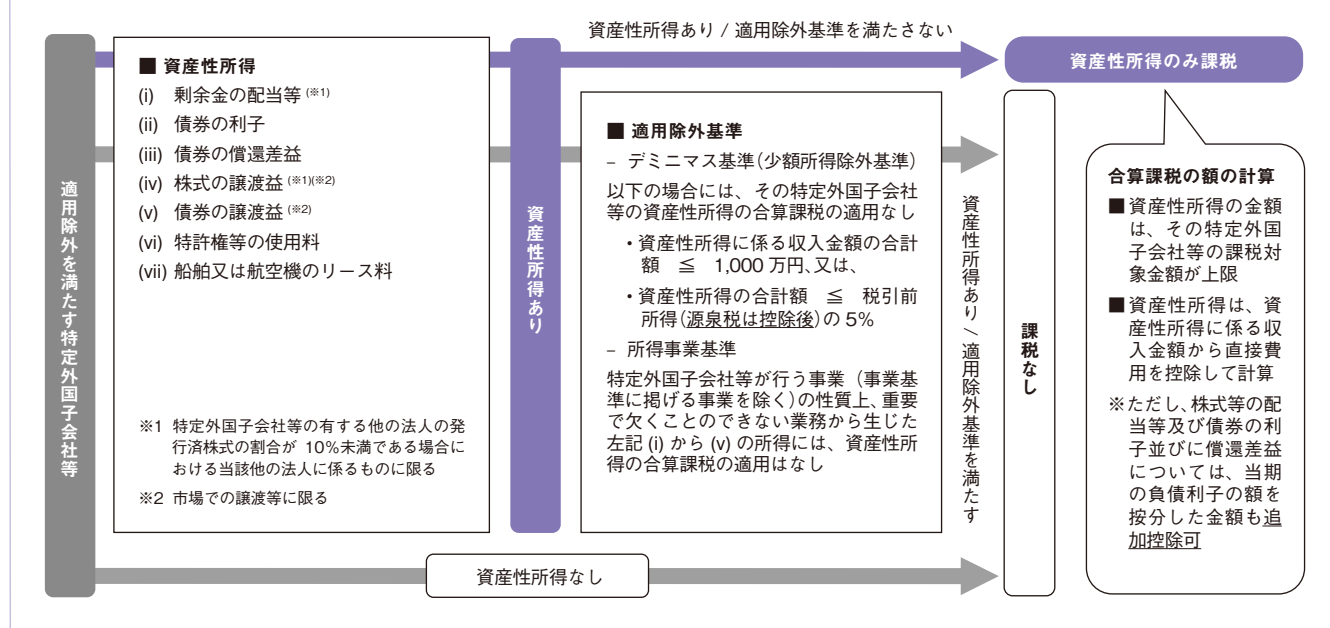 適用除外を満たす特定外国子会社等
■ 資産性所得
(i) 剰余金の配当等 (※1)
(ii) 債券の利子
(iii) 債券の償還差益
(iv) 株式の譲渡益 (※1)(※2)
(v) 債券の譲渡益 (※2)
(vi) 特許権等の使用料
(vii) 船舶又は航空機のリース料
※1 特定外国子会社等の有する他の法人の発
行済株式の割合が 10%未満である場合に
おける当該他の法人に係るものに限る
※2 市場での譲渡等に限る
資産性所得あり
資産性所得あり / 適用除外基準を満たさない
■ 適用除外基準
– デミニマス基準(少額所得除外基準)
以下の場合には、その特定外国子会社
等の資産性所得の合算課税の適用なし
・資産性所得に係る収入金額の合計
額 ≦ 1,000 万円、又は、
・資産性所得の合計額 ≦ 税引前
所得(源泉税は控除後)の 5%
– 所得事業基準
特定外国子会社等が行う事業(事業基
準に掲げる事業を除く)の性質上、重要
で欠くことのできない業務から生じた
左記 (i) から (v) の所得には、資産性所
得の合算課税の適用はなし
資産性所得あり / 適用除外基準を満たす
資産性所得なし
課税なし
資産性所得のみ課税
合算課税の額の計算
■資産性所得の金額
は、その特定外国
子会社等の課税対
象金額が上限
■資産性所得は、資
産性所得に係る収
入金額から直接費
用を控除して計算
※ただし、株式等の配
当等及び債券の利
子並びに償還差益
については、当期
の負債利子の額を
按分した金額も追
加控除可